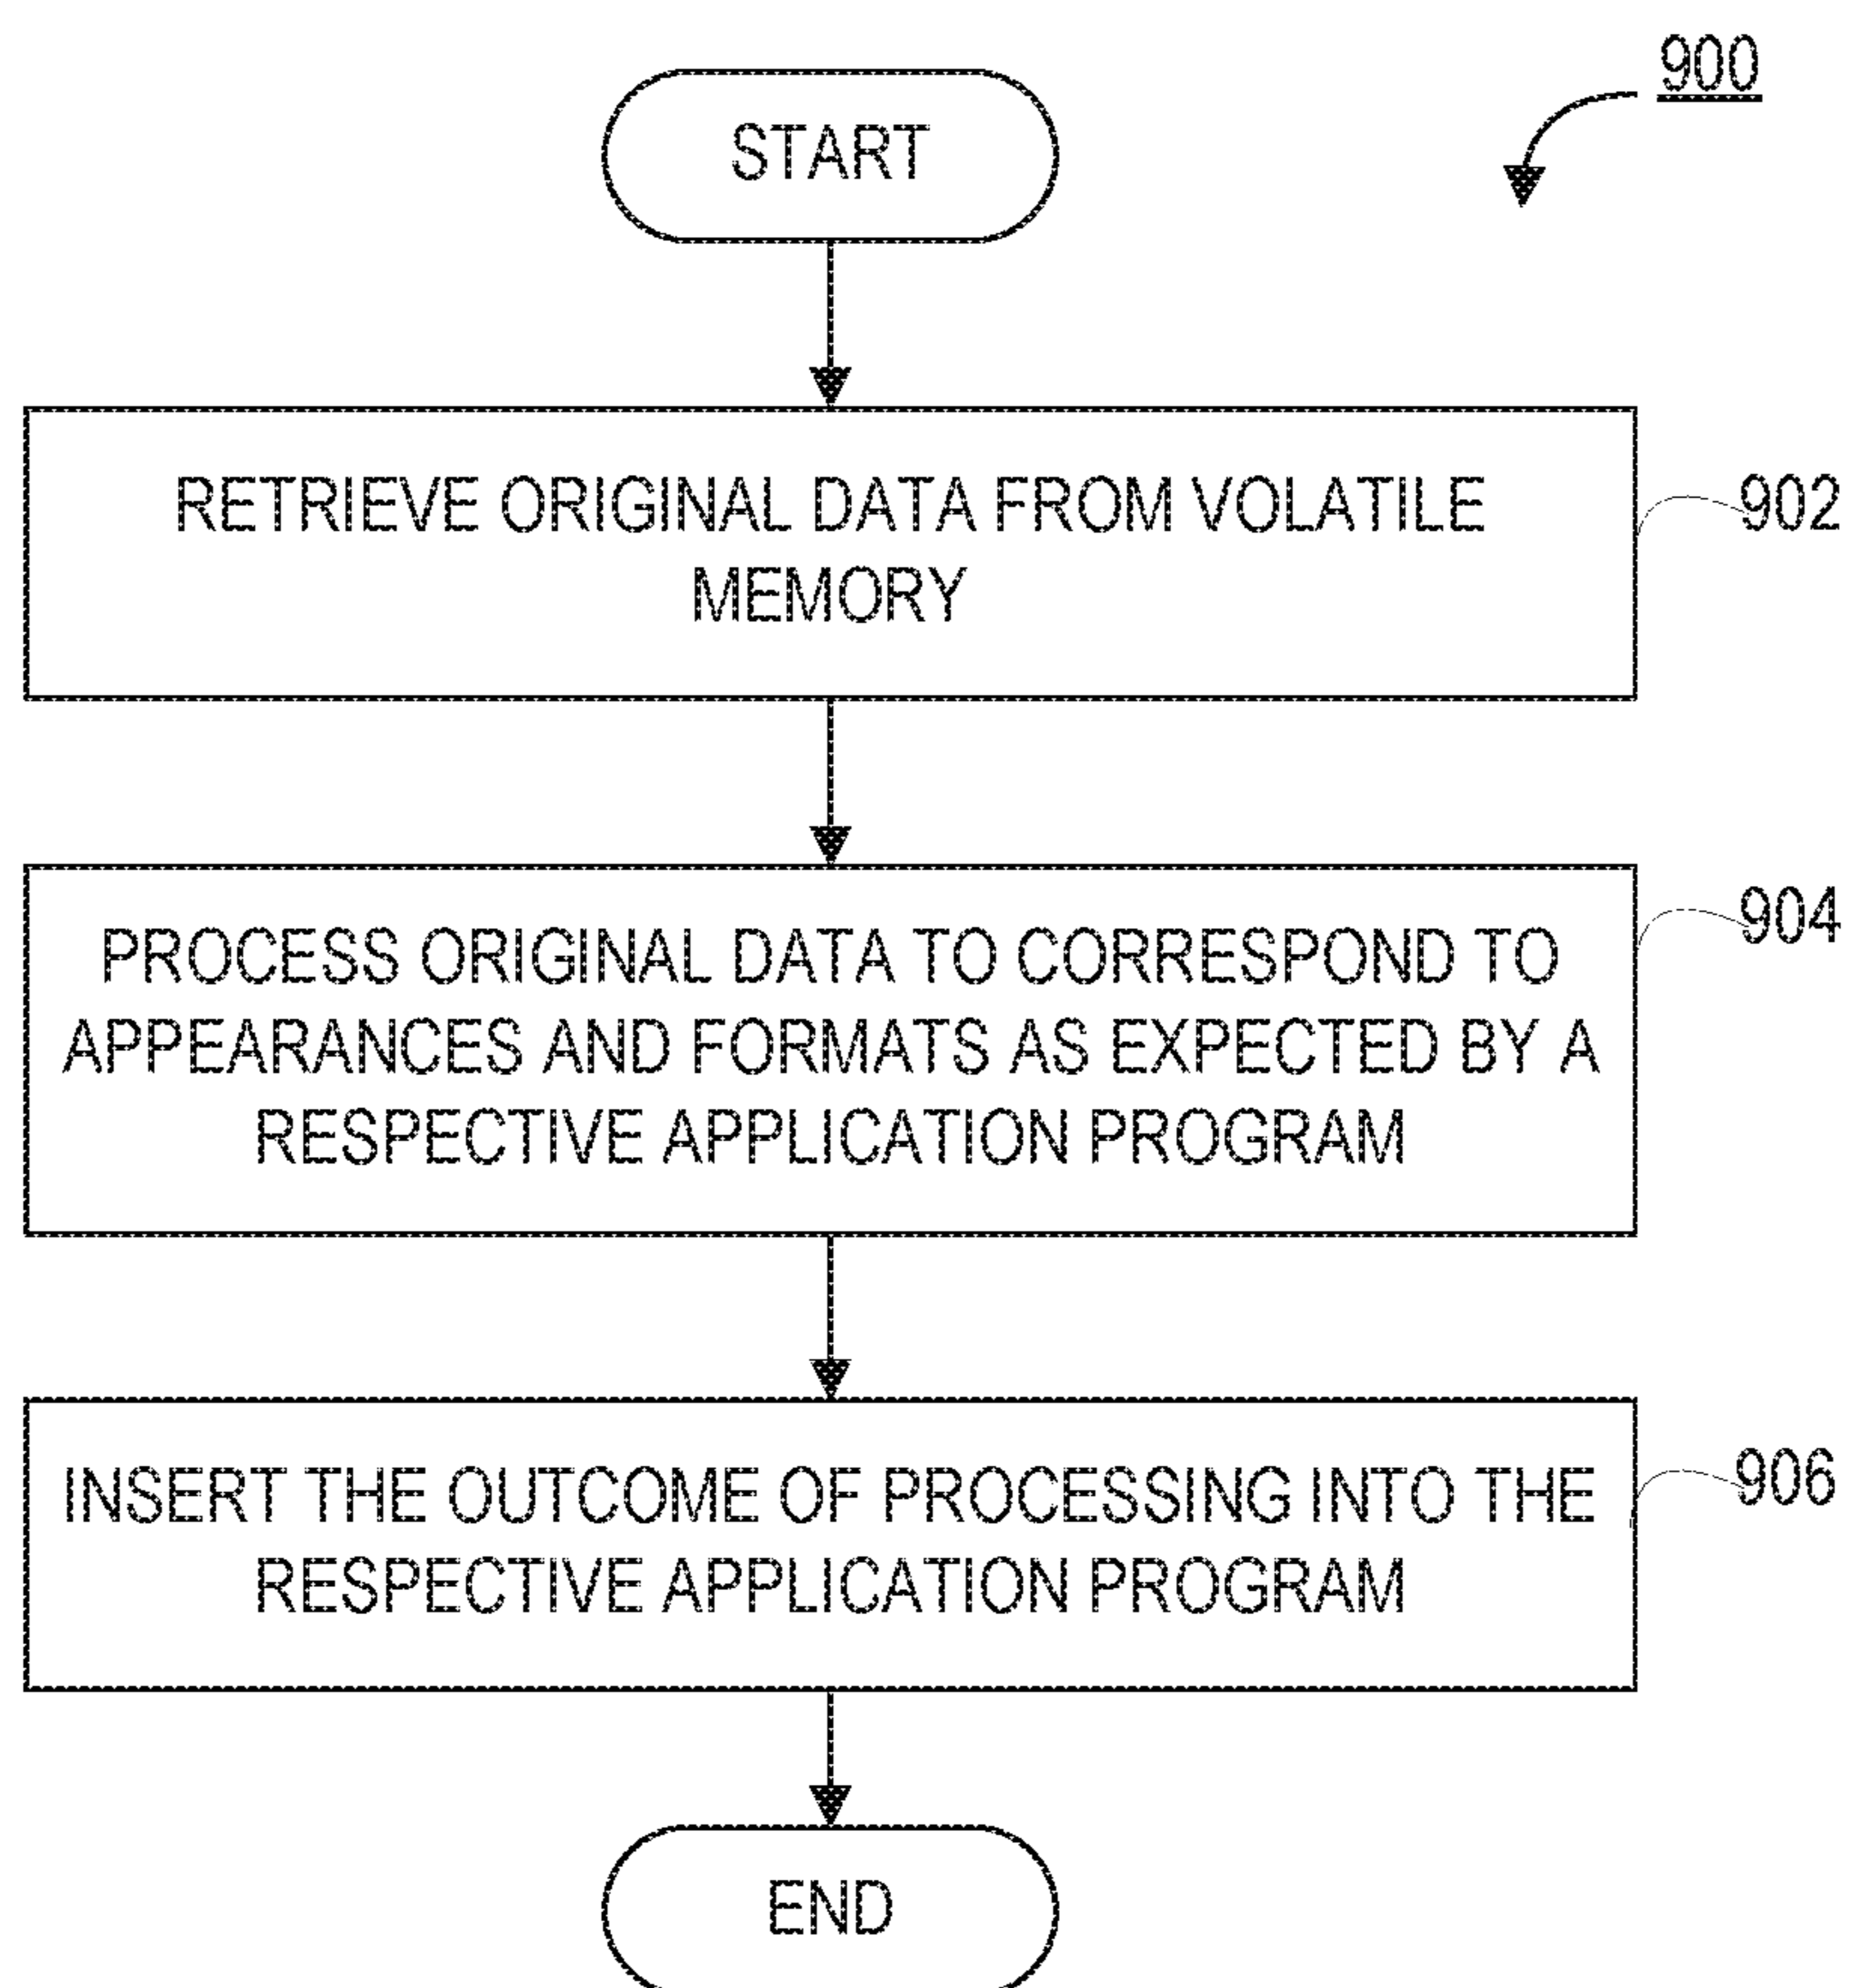 900
START
RETRIEVE ORIGINAL DATA FROM VOLATILE
MEMORY
902
PROCESS ORIGINAL DATA TO CORRESPOND TO
APPEARANCES AND FORMATS AS EXPECTED BY A
RESPECTIVE APPLICATION PROGRAM
904
INSERT THE OUTCOME OF PROCESSING INTO THE
RESPECTIVE APPLICATION PROGRAM
906
END